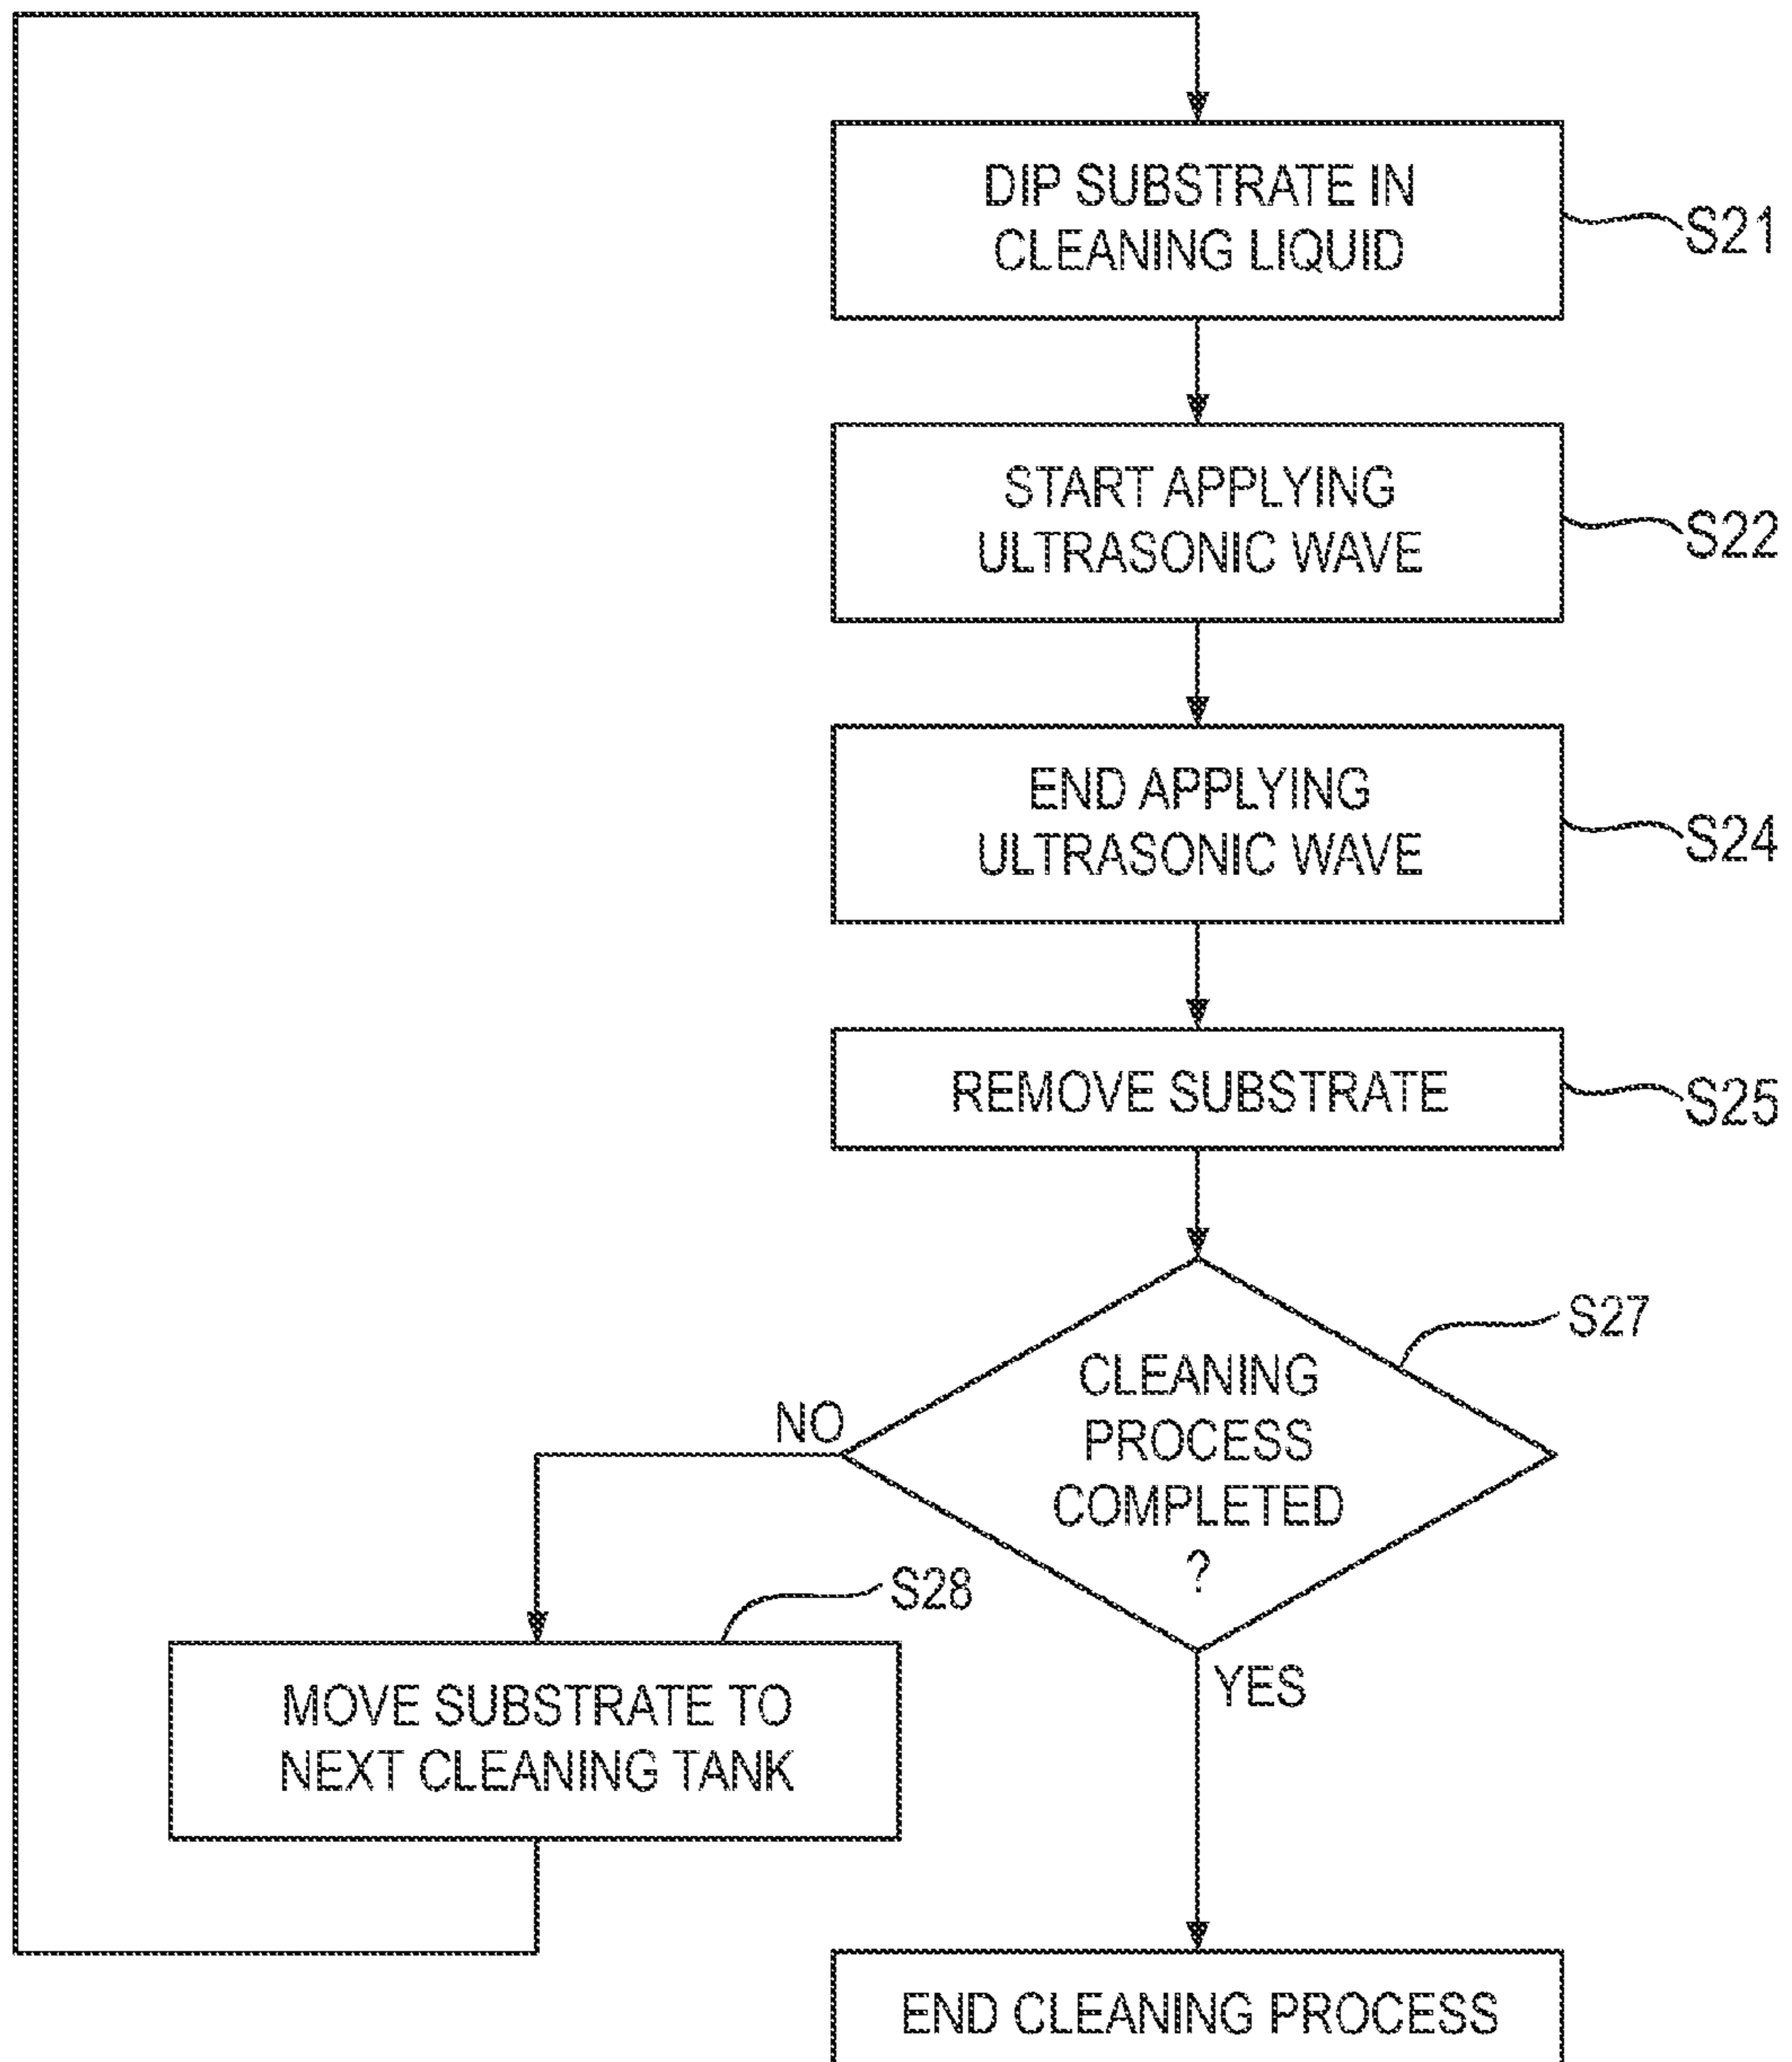 DIP SUBSTRATE IN
CLEANING LIQUID
S21
START APPLYING
ULTRASONIC WAVE
S22
END APPLYING
ULTRASONIC WAVE
S24
REMOVE SUBSTRATE
S25
S27
CLEANING
PROCESS
COMPLETED
?
NO
YES
S28
MOVE SUBSTRATE TO
NEXT CLEANING TANK
END CLEANING PROCESS